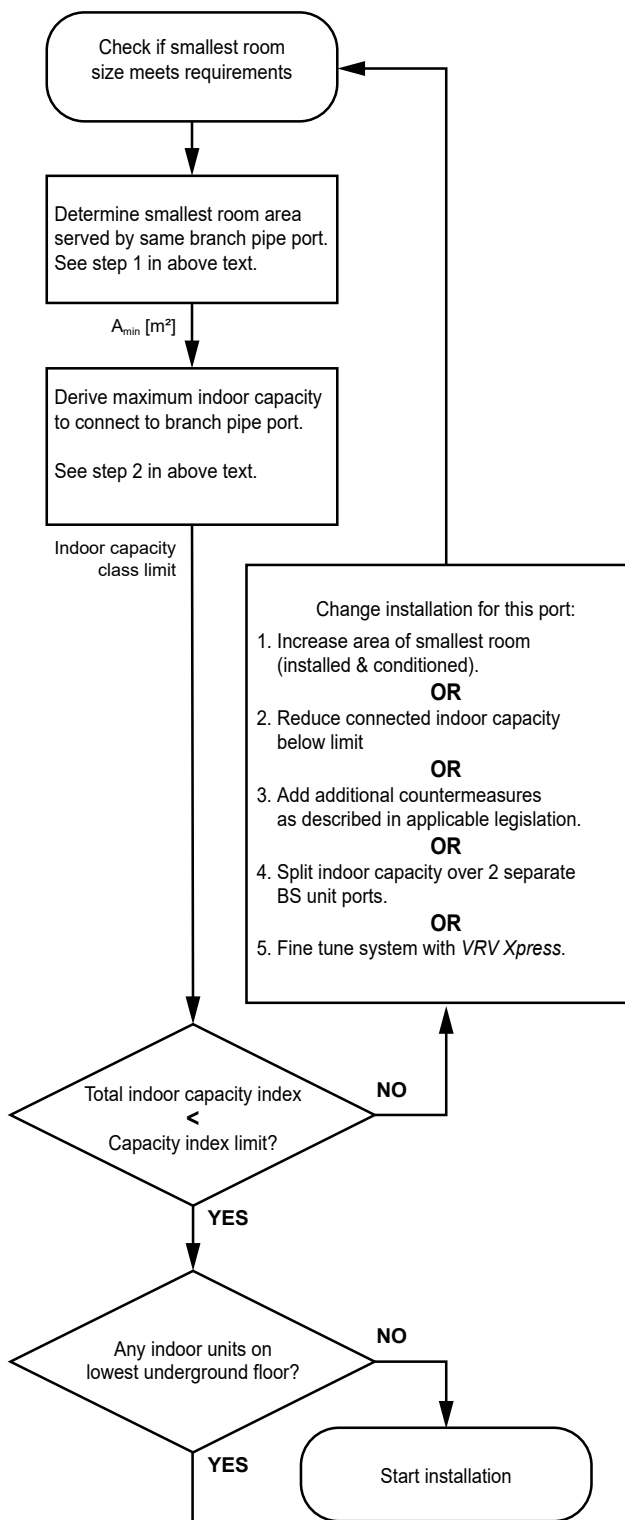 Check if smallest room
size meets requirements
Determine smallest room area
served by same branch pipe port.
See step 1 in above text.
Amin [m²]
Derive maximum indoor capacity
to connect to branch pipe port.
See step 2 in above text.
Indoor capacity
class limit
Change installation for this port:
1. Increase area of smallest room
(installed & conditioned).
OR
2. Reduce connected indoor capacity
below limit
OR
3. Add additional countermeasures
as described in applicable legislation.
OR
4. Split indoor capacity over 2 separate
BS unit ports.
OR
5. Fine tune system with VRV Xpress.
Total indoor capacity index
<
Capacity index limit?
NO
YES
Any indoor units on
lowest underground floor?
NO
YES
Start installation